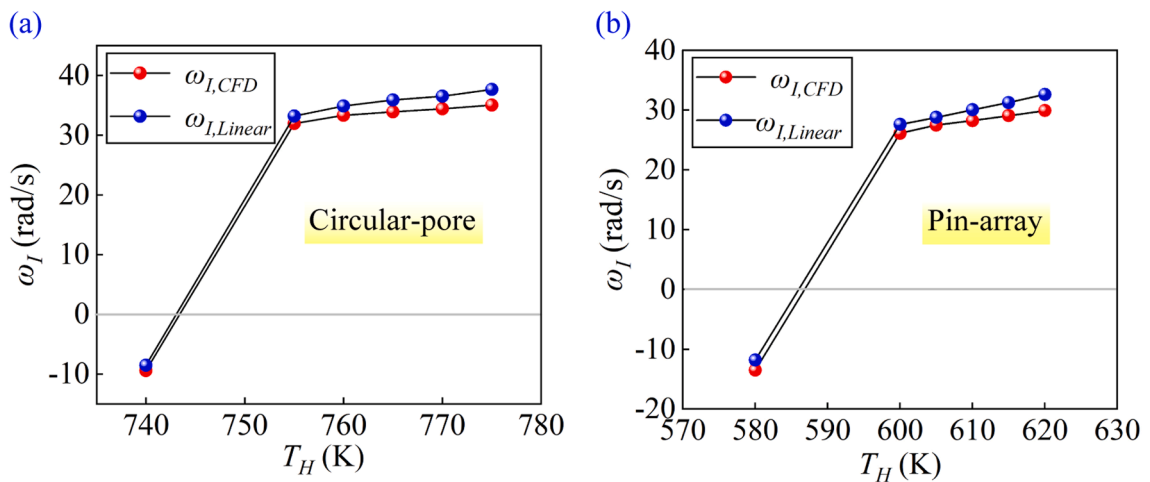 (a)
ω_I (rad/s)
40
30
20
10
0
-10
ω_I,CFD
ω_I,Linear
Circular-pore
740 750 760 770 780
T_H (K)
(b)
ω_I (rad/s)
40
30
20
10
0
-10
-20
ω_I,CFD
ω_I,Linear
Pin-array
570 580 590 600 610 620 630
T_H (K)